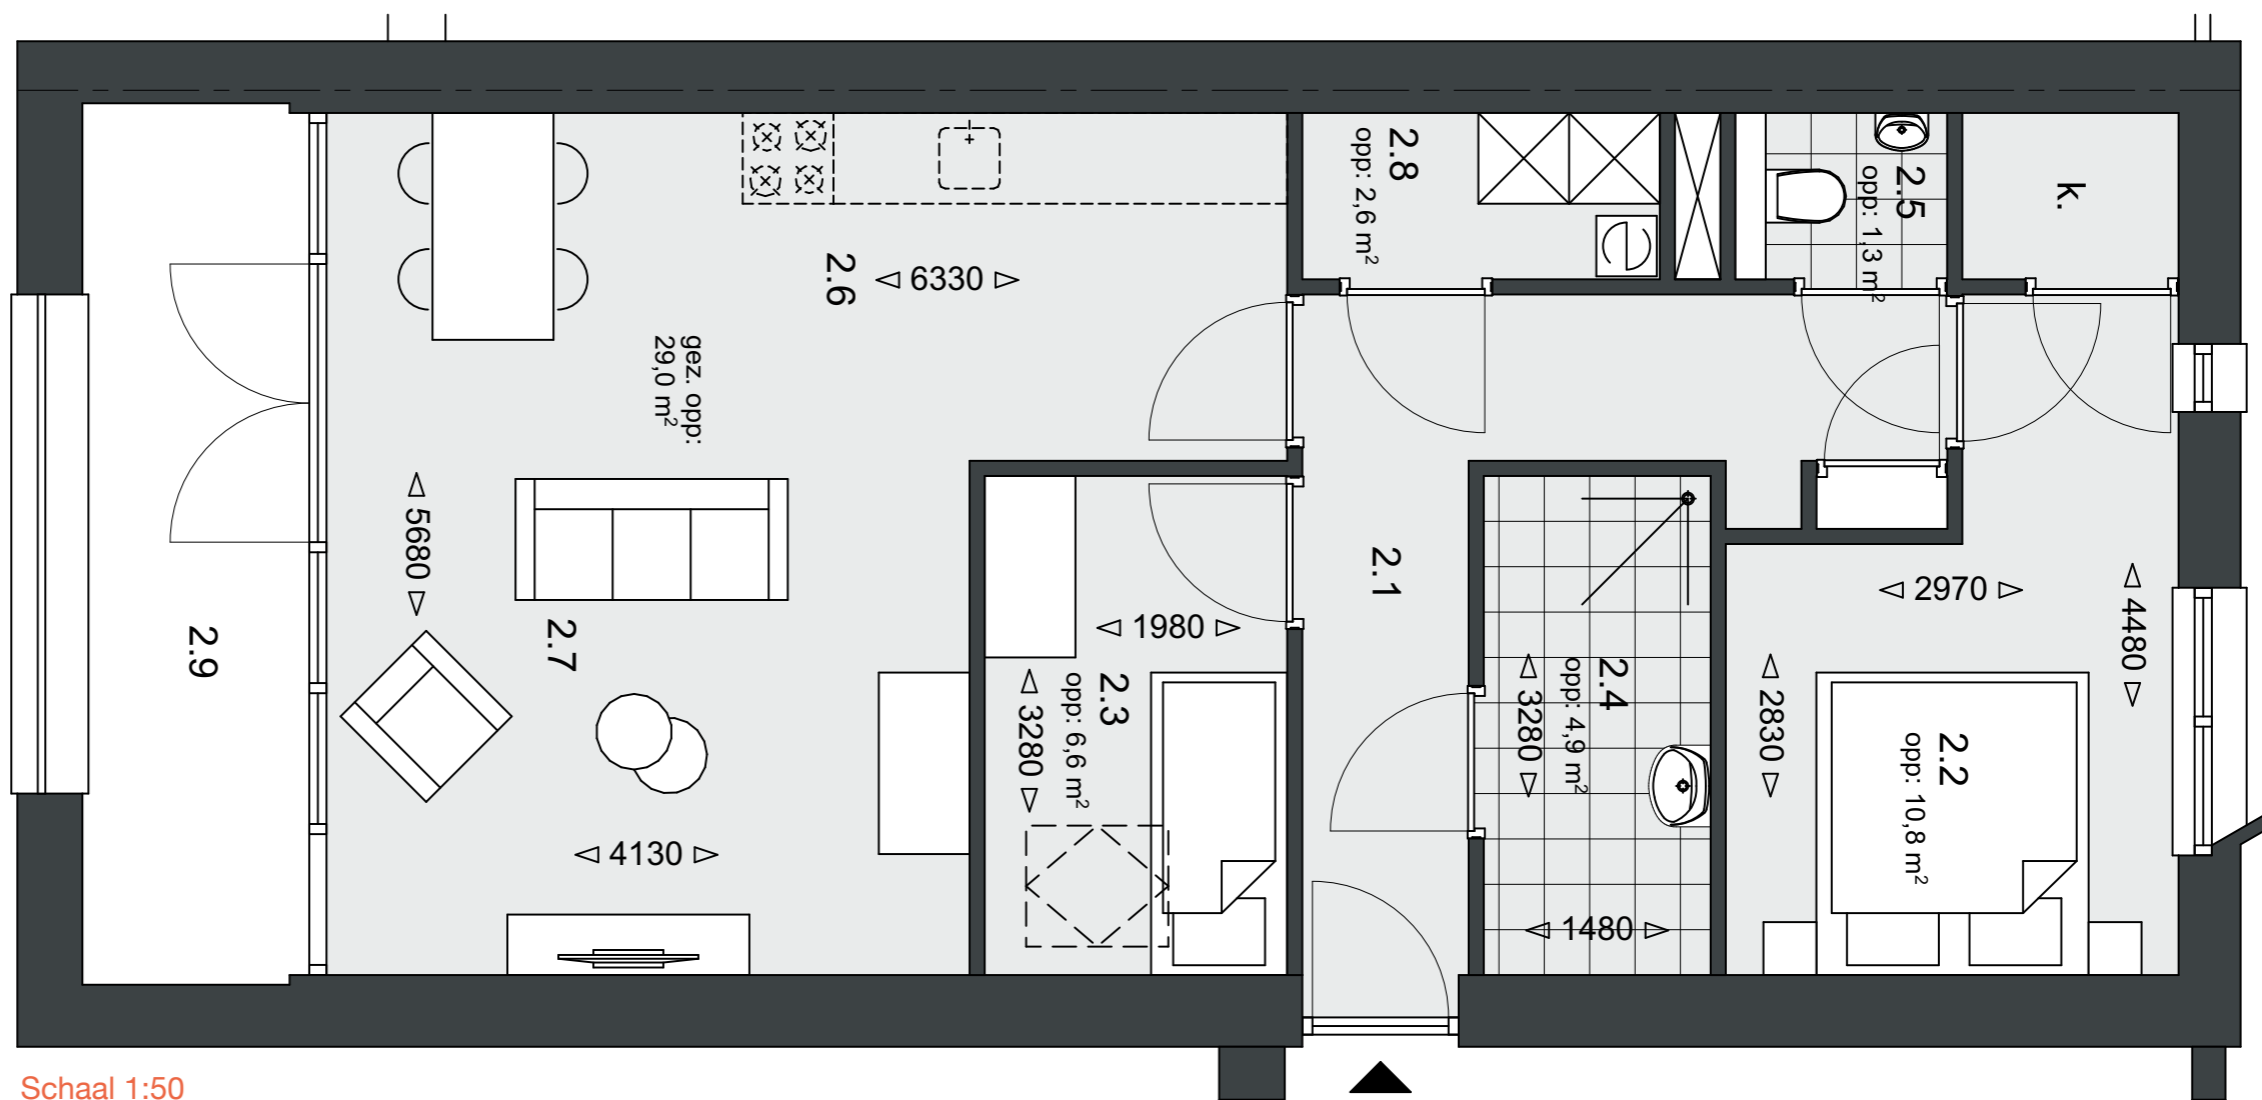 2.8
opp: 2,6 m²
2.5
opp: 1,3 m²
k.
2.6
6330
gez. opp:
29,0 m²
5680
2.7
2.9
4130
1980
2.3
opp: 6,6 m²
3280
2.1
2.4
opp: 4,9 m²
3280
1480
2970
4480
2830
2.2
opp: 10,8 m²
Schaal 1:50